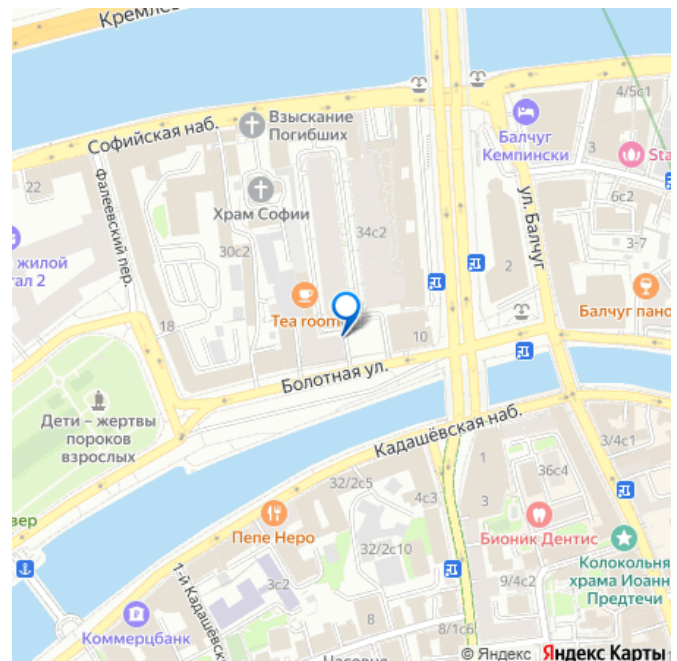 Кремлёв
Взыскание
Погибших
Софийская наб.
4/5с1
Балчуг
Кемпински
3
Sta
22
Фалеевский пер.
Храм Софии
ул. Балчуг
6с2
34с2
30с2
3-7
жилой
тал 2
2
Tea room
Балчуг пано
18
10
Болотная ул.
Дети – жертвы
пороков
взрослых
Кадашёвская наб.
3/4с1
1
36с4
32/2с5
4с3
3
вер
Пепе Неро
Бионик Дентис
32/2с10
Колокольня
храма Иоанн
Предтечи
1-й Кадашёвск
3с2
9/4с2
8
Коммерцбанк
8/1с6
Часовня
© Яндекс Яндекс Карты